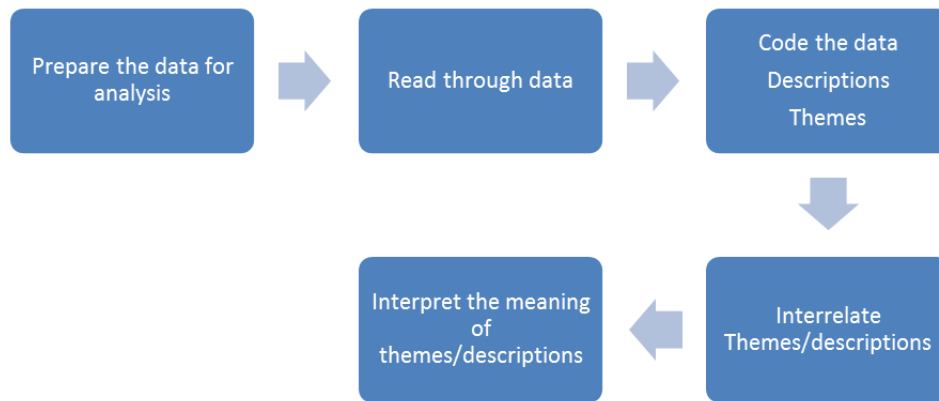 Prepare the data for
analysis
Read through data
Code the data
Descriptions
Themes
Interrelate
Themes/descriptions
Interpret the meaning
of
themes/descriptions